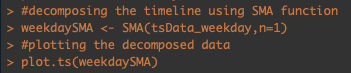 > #decomposing the timeline using SMA function
> weekdaySMA <- SMA(tsData_weekday,n=1)
> #plotting the decomposed data
> plot.ts(weekdaySMA)